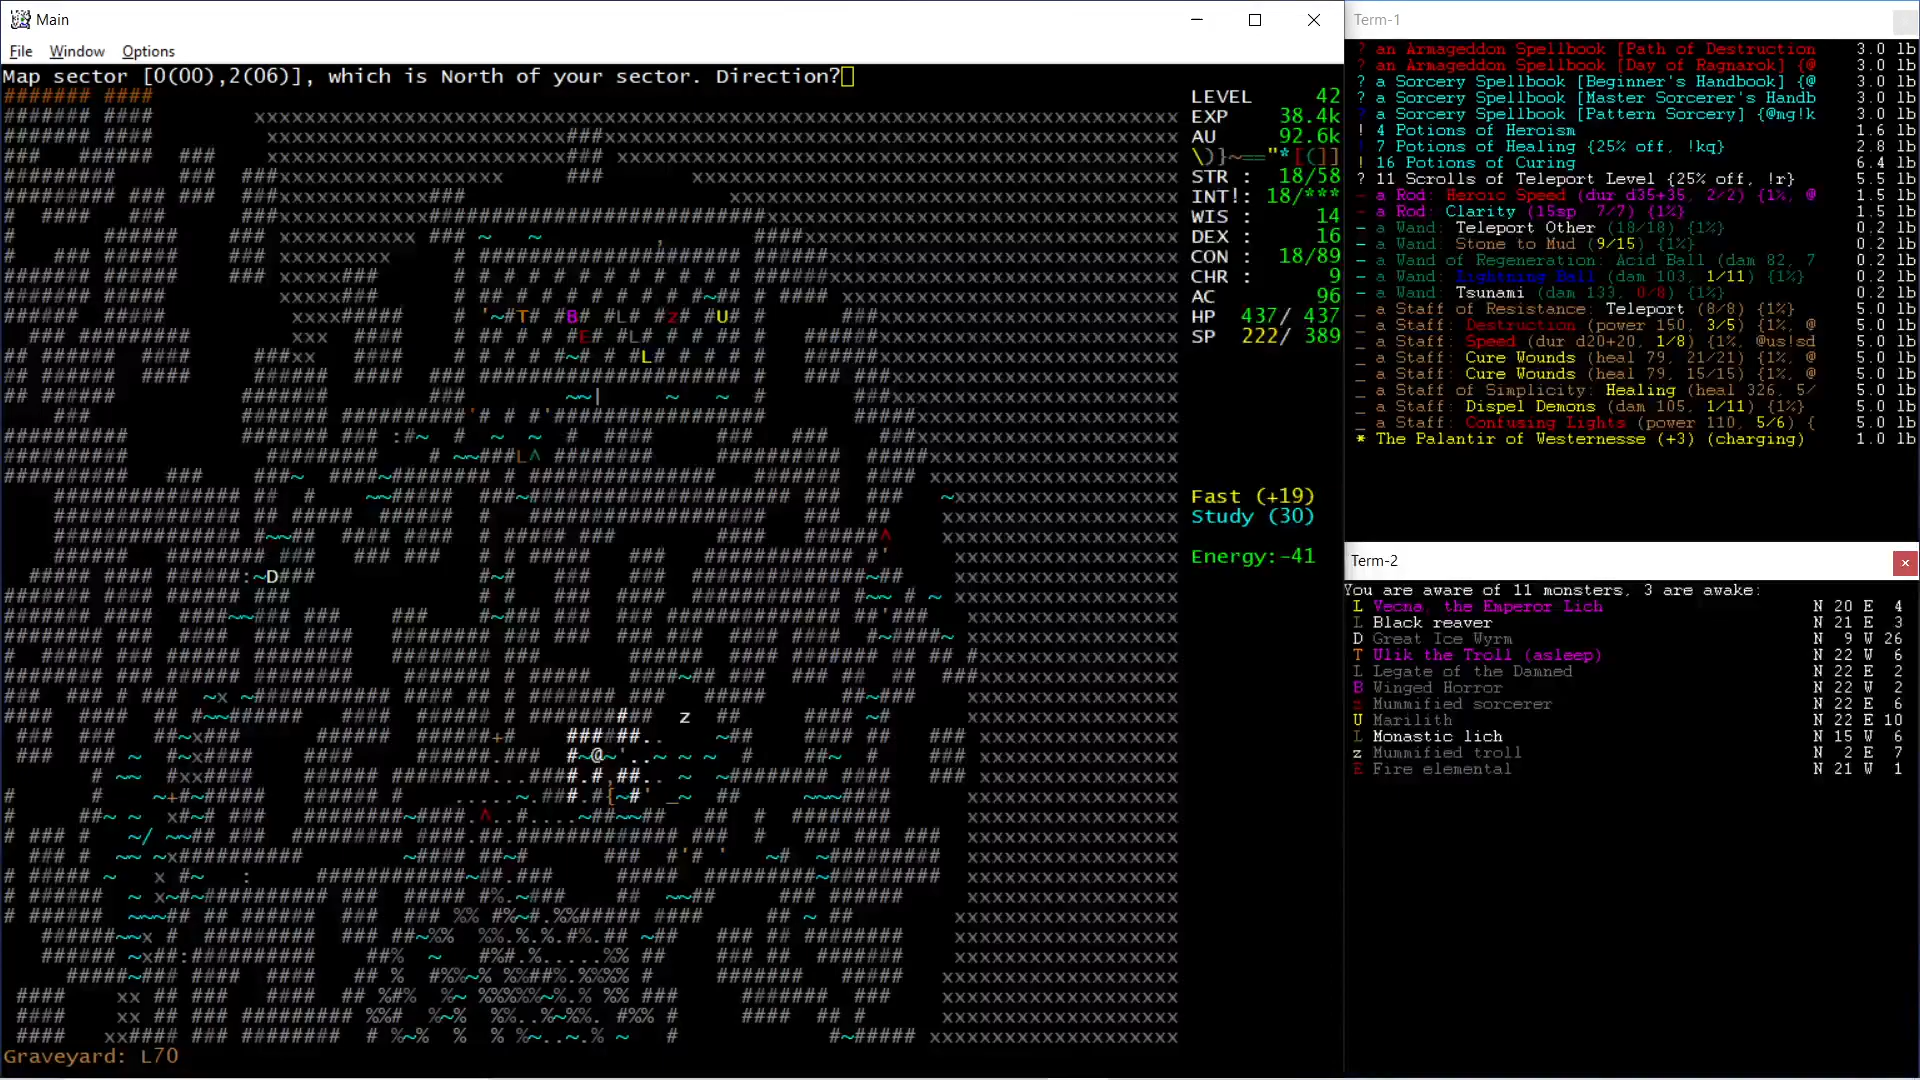 Main
File Window Options
Map sector [0(00),2(06)], which is North of your sector. Direction?
LEVEL 42
EXP 38.4k
AU 92.6k
STR : 18/58
INT!: 18/***
WIS : 14
DEX : 16
CON : 18/89
CHR : 9
AC 96
HP 437/ 437
SP 222/ 389
Fast (+19)
Study (30)
Energy:-41
Graveyard: L70
Term-1
? an Armageddon Spellbook [Path of Destruction 3.0 lb
? an Armageddon Spellbook [Day of Ragnarok] {@ 3.0 lb
? a Sorcery Spellbook [Beginner's Handbook] {@ 3.0 lb
? a Sorcery Spellbook [Master Sorcerer's Handb 3.0 lb
? a Sorcery Spellbook [Pattern Sorcery] {@mg!k 3.0 lb
! 4 Potions of Heroism 1.6 lb
! 7 Potions of Healing {25% off, !kq} 2.8 lb
! 16 Potions of Curing 6.4 lb
? 11 Scrolls of Teleport Level {25% off, !r} 5.5 lb
- a Rod: Heroic Speed (dur d35+35, 2/2) {1%, @ 1.5 lb
- a Rod: Clarity (15sp 7/7) {1%} 1.5 lb
- a Wand: Teleport Other (18/18) {1%} 0.2 lb
- a Wand: Stone to Mud (9/15) {1%} 0.2 lb
- a Wand of Regeneration: Acid Ball (dam 82, 7 0.2 lb
- a Wand: Lightning Ball (dam 103, 1/11) {1%} 0.2 lb
- a Wand: Tsunami (dam 133, 0/8) {1%} 0.2 lb
_ a Staff of Resistance: Teleport (8/8) {1%} 5.0 lb
_ a Staff: Destruction (power 150, 3/5) {1%, @ 5.0 lb
_ a Staff: Speed (dur d20+20, 1/8) {1%, @us!sd 5.0 lb
_ a Staff: Cure Wounds (heal 79, 21/21) {1%, @ 5.0 lb
_ a Staff: Cure Wounds (heal 79, 15/15) {1%, @ 5.0 lb
_ a Staff of Simplicity: Healing (heal 326, 5/ 5.0 lb
_ a Staff: Dispel Demons (dam 105, 1/11) {1%} 5.0 lb
_ a Staff: Confusing Lights (power 110, 5/6) { 5.0 lb
* The Palantir of Westernesse (+3) (charging) 1.0 lb
Term-2
You are aware of 11 monsters, 3 are awake:
L Vecna, the Emperor Lich N 20 E 4
L Black reaver N 21 E 3
D Great Ice Wyrm N 9 W 26
T Ulik the Troll (asleep) N 22 W 6
L Legate of the Damned N 22 E 2
B Winged Horror N 22 W 2
z Mummified sorcerer N 22 E 6
U Marilith N 22 E 10
L Monastic lich N 15 W 6
z Mummified troll N 2 E 7
E Fire elemental N 21 W 1